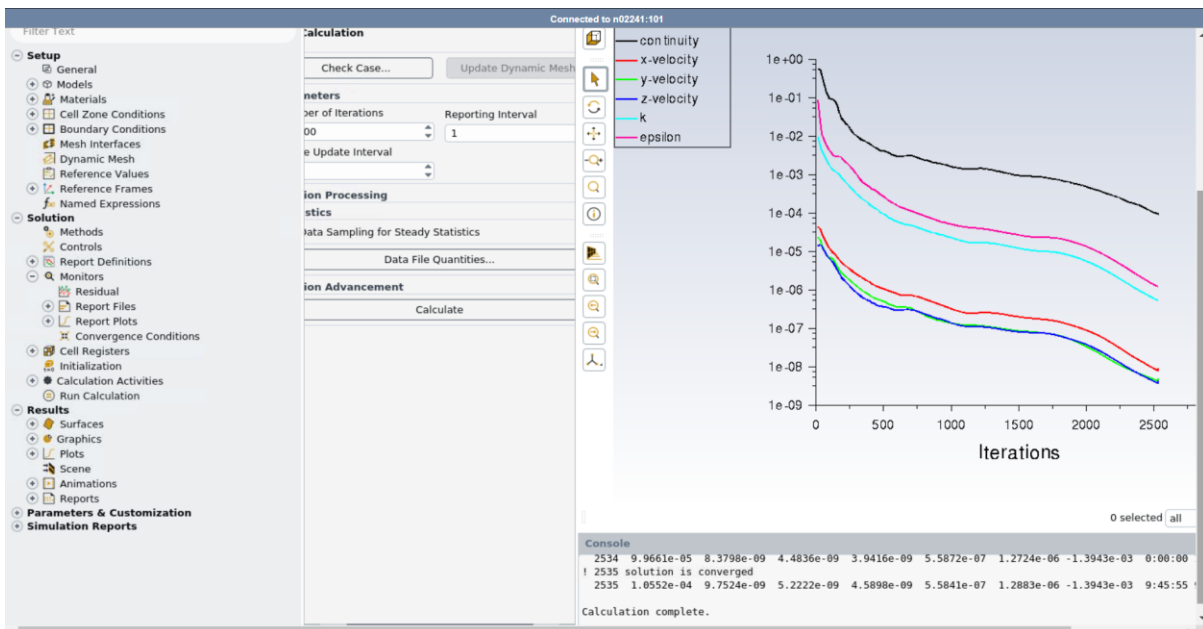 Connected to n02241:101
Filter Text
Setup
General
Models
Materials
Cell Zone Conditions
Boundary Conditions
Mesh Interfaces
Dynamic Mesh
Reference Values
Reference Frames
Named Expressions
Solution
Methods
Controls
Report Definitions
Monitors
Residual
Report Files
Report Plots
Convergence Conditions
Cell Registers
Initialization
Calculation Activities
Run Calculation
Results
Surfaces
Graphics
Plots
Scene
Animations
Reports
Parameters & Customization
Simulation Reports
Calculation
Check Case...
Update Dynamic Mesh
meters
er of Iterations
Reporting Interval
00
1
e Update Interval
ion Processing
stics
Data Sampling for Steady Statistics
Data File Quantities...
ion Advancement
Calculate
continuity
x-velocity
y-velocity
z-velocity
k
epsilon
1e+00
1e-01
1e-02
1e-03
1e-04
1e-05
1e-06
1e-07
1e-08
1e-09
0 500 1000 1500 2000 2500
Iterations
0 selected all
Console
2534 9.9661e-05 8.3798e-09 4.4836e-09 3.9416e-09 5.5872e-07 1.2724e-06 -1.3943e-03 0:00:00
! 2535 solution is converged
2535 1.0552e-04 9.7524e-09 5.2222e-09 4.5898e-09 5.5841e-07 1.2883e-06 -1.3943e-03 9:45:55
Calculation complete.